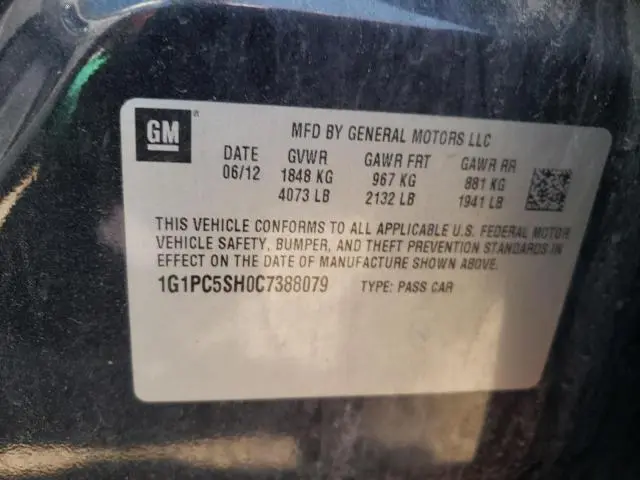 GM®
MFD BY GENERAL MOTORS LLC
DATE GVWR GAWR FRT GAWR RR
06/12 1848 KG 967 KG 881 KG
4073 LB 2132 LB 1941 LB
THIS VEHICLE CONFORMS TO ALL APPLICABLE U.S. FEDERAL MOTOR
VEHICLE SAFETY, BUMPER, AND THEFT PREVENTION STANDARDS IN
EFFECT ON THE DATE OF MANUFACTURE SHOWN ABOVE.
1G1PC5SH0C7388079 TYPE: PASS CAR